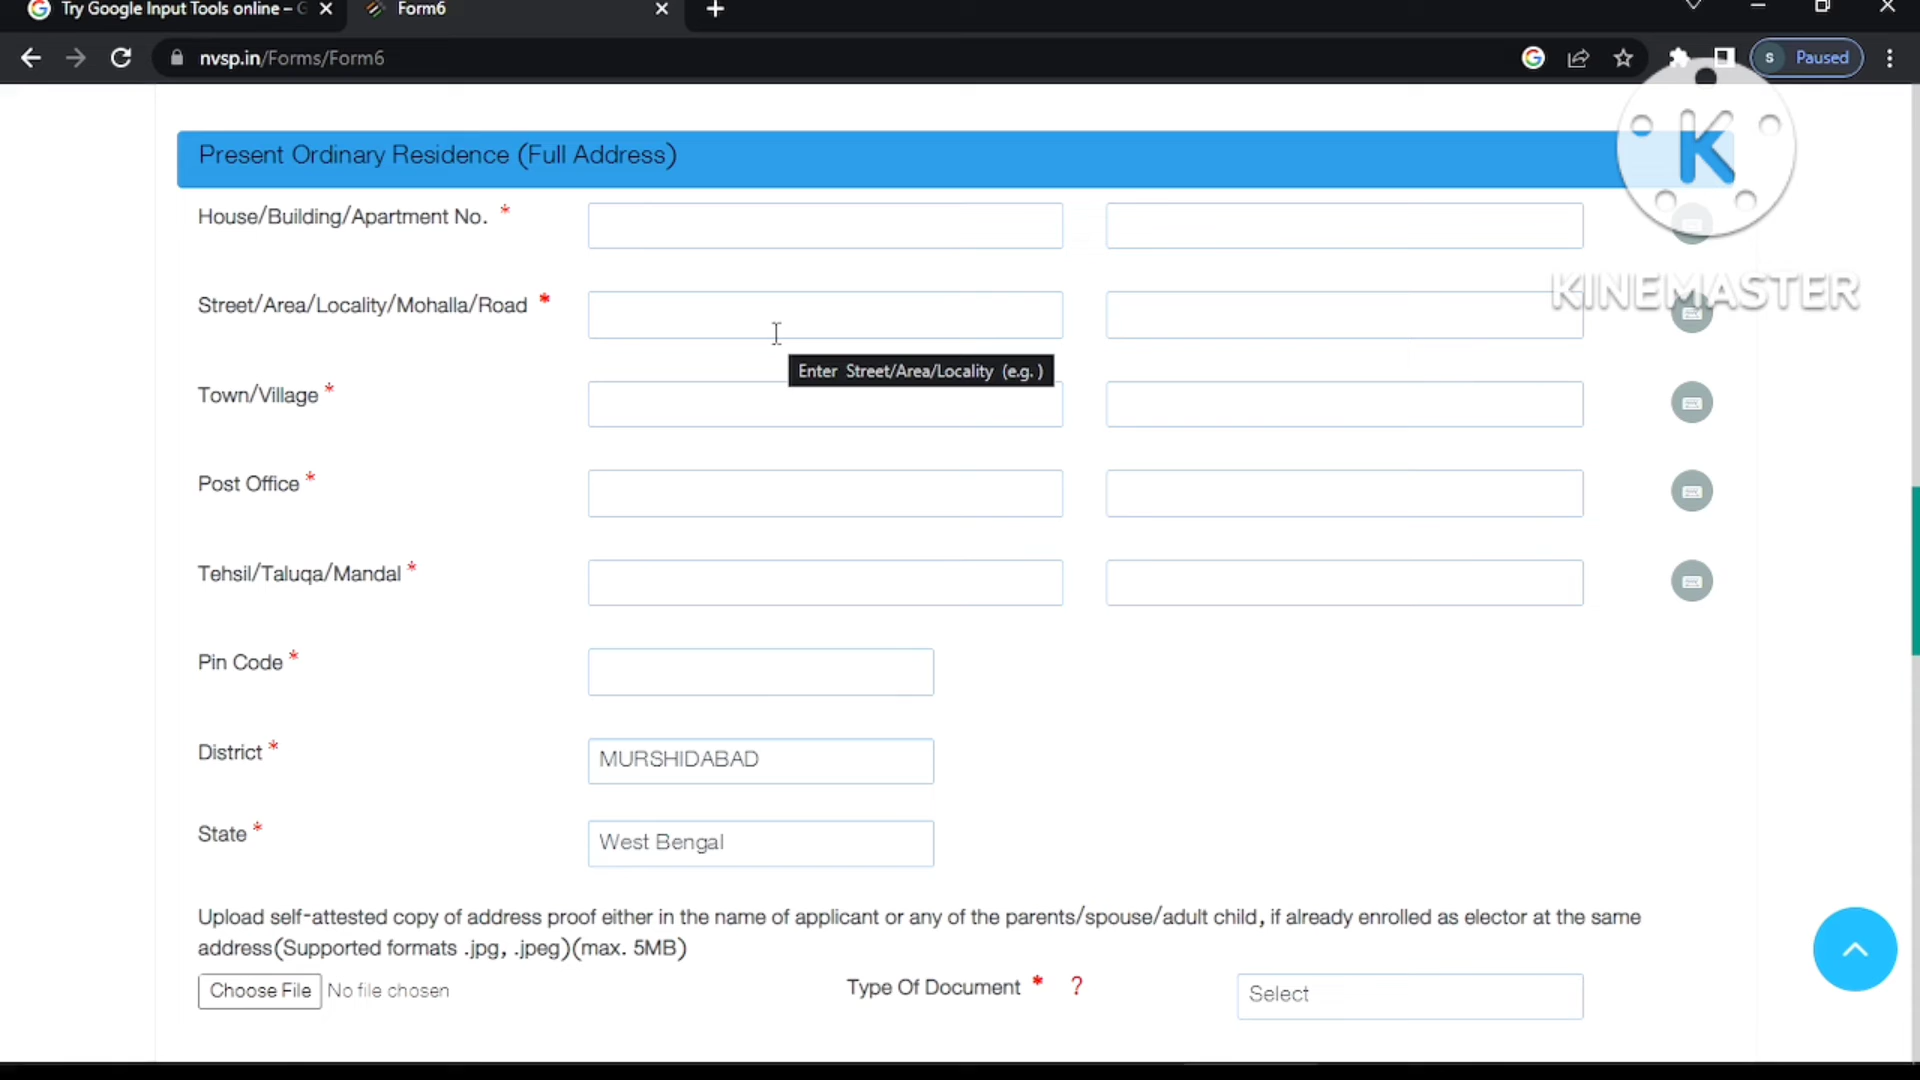 Try Google Input Tools online – G
Form6
nvsp.in/Forms/Form6
s Paused
Present Ordinary Residence (Full Address)
K
KINEMASTER
House/Building/Apartment No. *
Street/Area/Locality/Mohalla/Road *
Enter Street/Area/Locality (e.g. )
Town/Village *
Post Office *
Tehsil/Taluqa/Mandal *
Pin Code *
District * MURSHIDABAD
State * West Bengal
Upload self-attested copy of address proof either in the name of applicant or any of the parents/spouse/adult child, if already enrolled as elector at the same
address(Supported formats .jpg, .jpeg)(max. 5MB)
Choose File No file chosen Type Of Document * ? Select